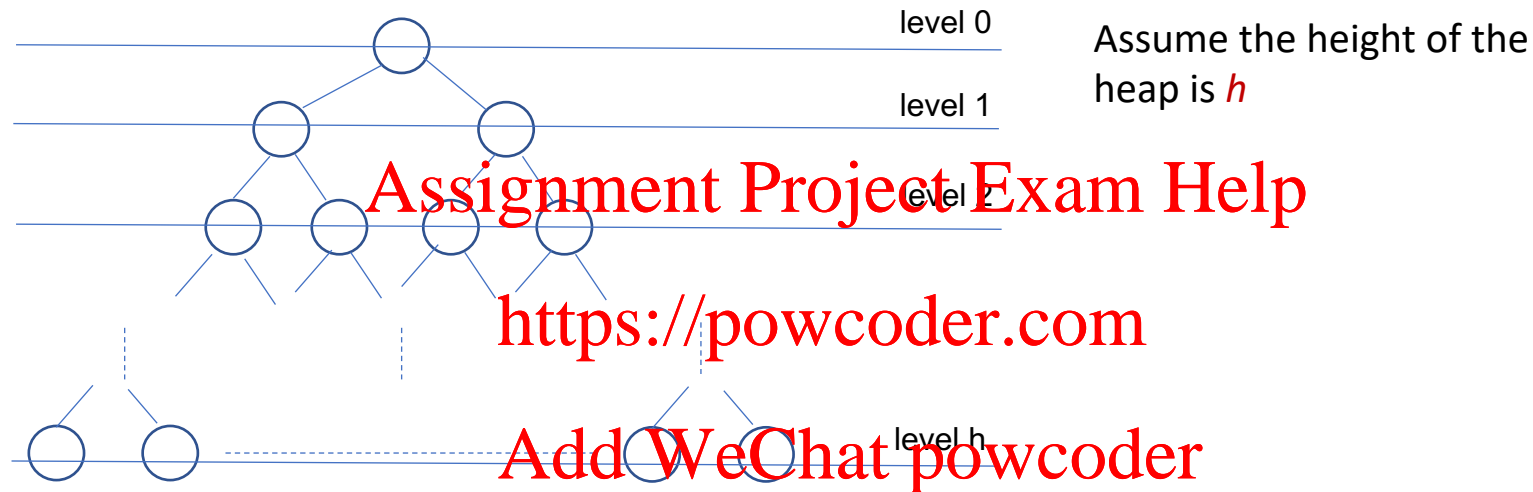 level 0
Assume the height of the
heap is h
level 1
Assignment Project Exam Help
level 2
https://powcoder.com
Add WeChat powcoder
level h